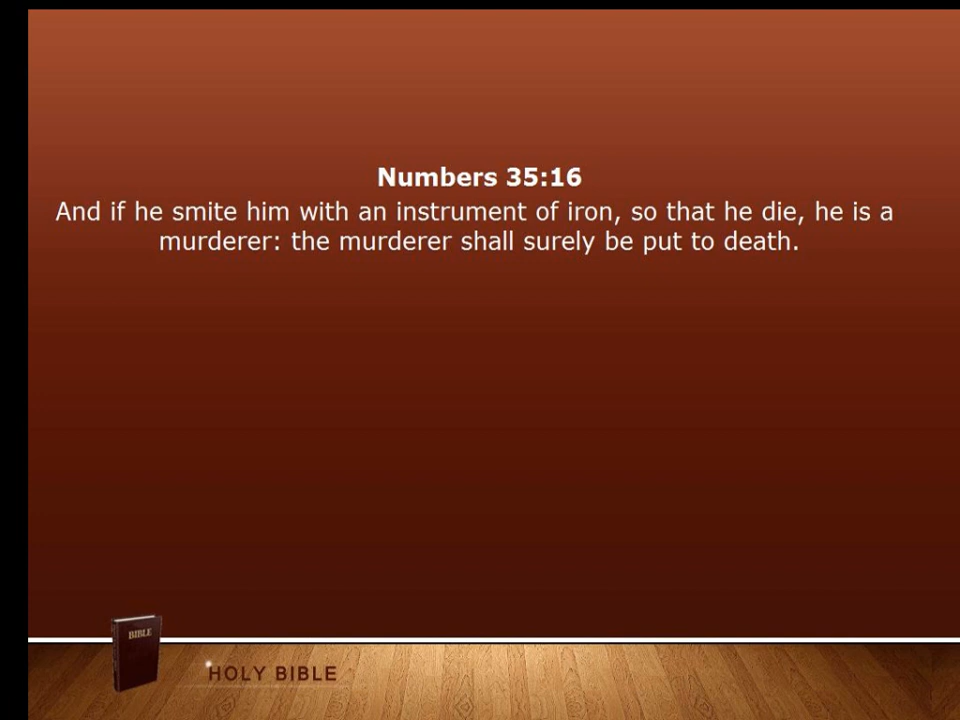 Numbers 35:16
And if he smite him with an instrument of iron, so that he die, he is a
murderer: the murderer shall surely be put to death.
BIBLE
HOLY BIBLE